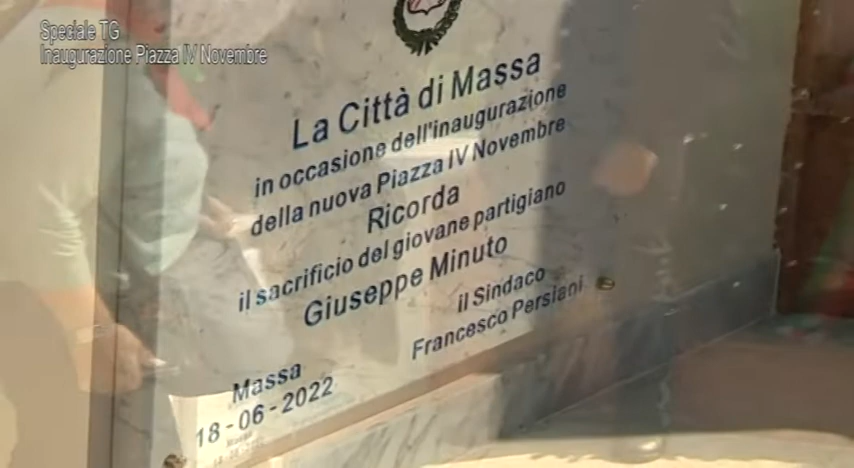 Speciale TG
Inaugurazione Piazza IV Novembre
La Città di Massa
in occasione dell'inaugurazione
della nuova Piazza IV Novembre
Ricorda
il sacrificio del giovane partigiano
Giuseppe Minuto
il Sindaco
Francesco Persiani
Massa
18-06-2022